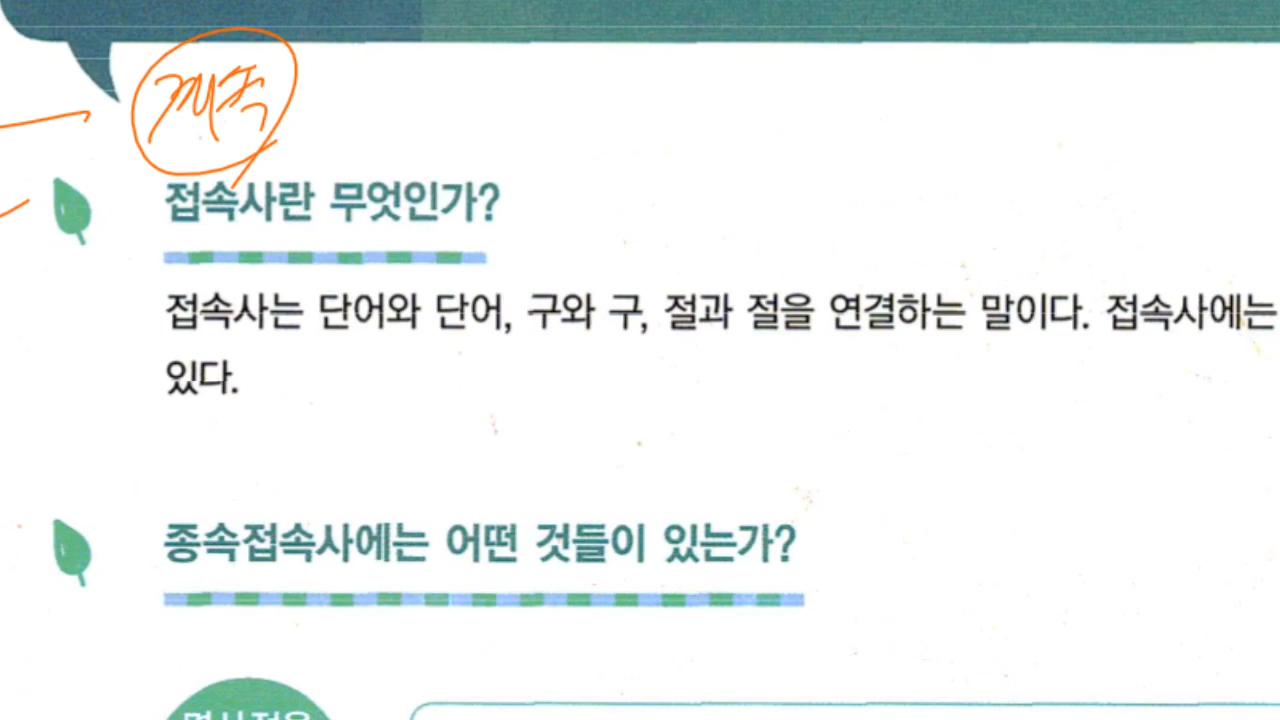 계속
접속사란 무엇인가?
접속사는 단어와 단어, 구와 구, 절과 절을 연결하는 말이다. 접속사에는
있다.
종속접속사에는 어떤 것들이 있는가?